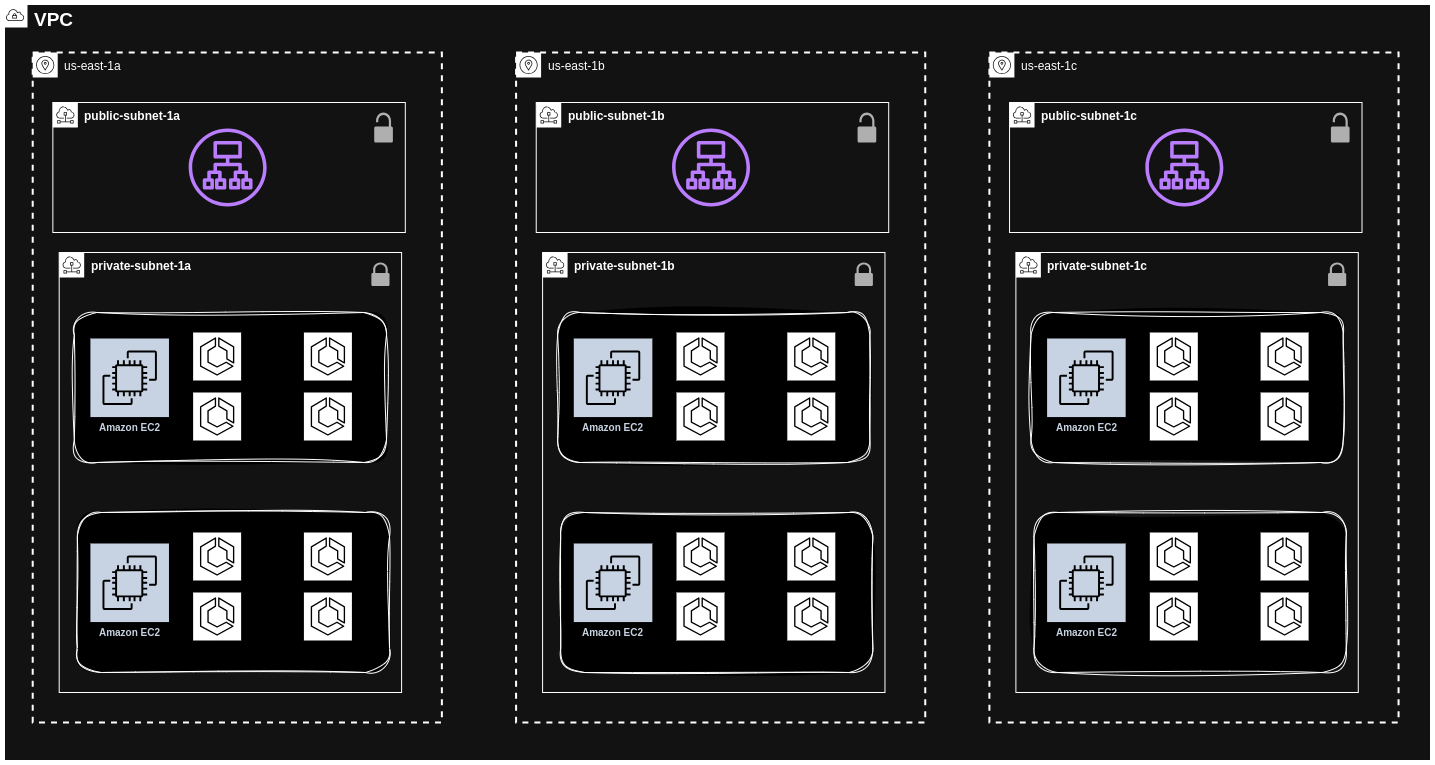 VPC
us-east-1a
us-east-1b
us-east-1c
public-subnet-1a
public-subnet-1b
public-subnet-1c
private-subnet-1a
private-subnet-1b
private-subnet-1c
Amazon EC2
Amazon EC2
Amazon EC2
Amazon EC2
Amazon EC2
Amazon EC2